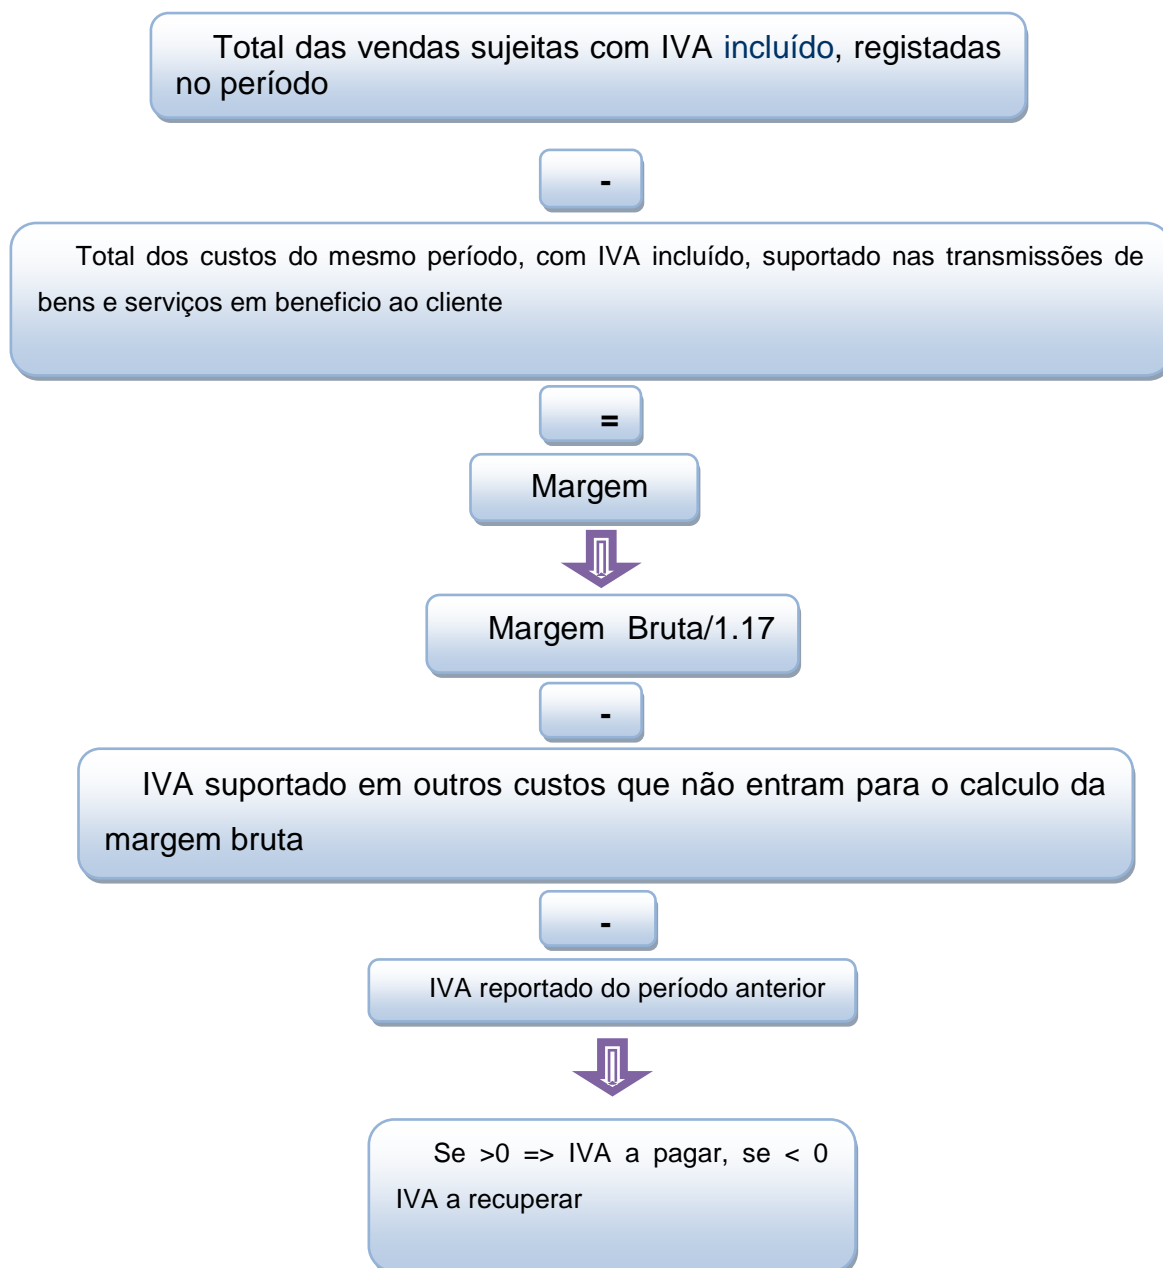 Total das vendas sujeitas com IVA incluído, registadas
no período
-
Total dos custos do mesmo período, com IVA incluído, suportado nas transmissões de
bens e serviços em beneficio ao cliente
=
Margem
Margem Bruta/1.17
-
IVA suportado em outros custos que não entram para o calculo da
margem bruta
-
IVA reportado do período anterior
Se >0 => IVA a pagar, se < 0
IVA a recuperar